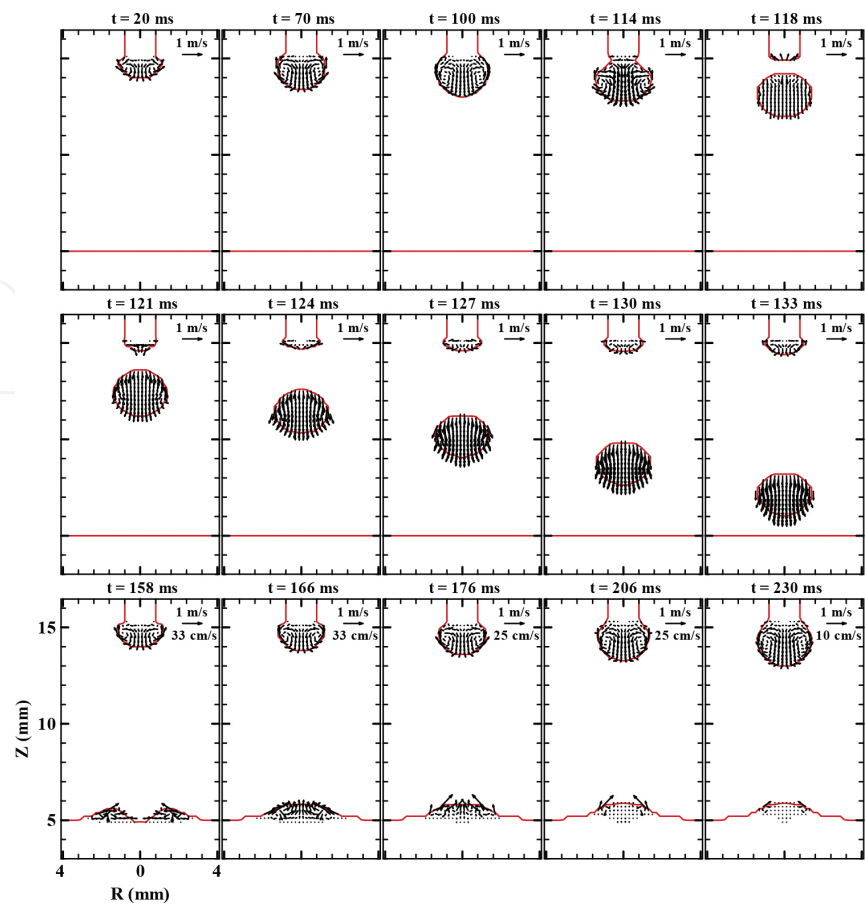 t = 20 ms t = 70 ms t = 100 ms t = 114 ms t = 118 ms
1 m/s 1 m/s 1 m/s 1 m/s 1 m/s
t = 121 ms t = 124 ms t = 127 ms t = 130 ms t = 133 ms
1 m/s 1 m/s 1 m/s 1 m/s 1 m/s
t = 158 ms t = 166 ms t = 176 ms t = 206 ms t = 230 ms
15 1 m/s 1 m/s 1 m/s 1 m/s 1 m/s
33 cm/s 33 cm/s 25 cm/s 25 cm/s 10 cm/s
10
Z (mm)
5
4 0 4
R (mm)